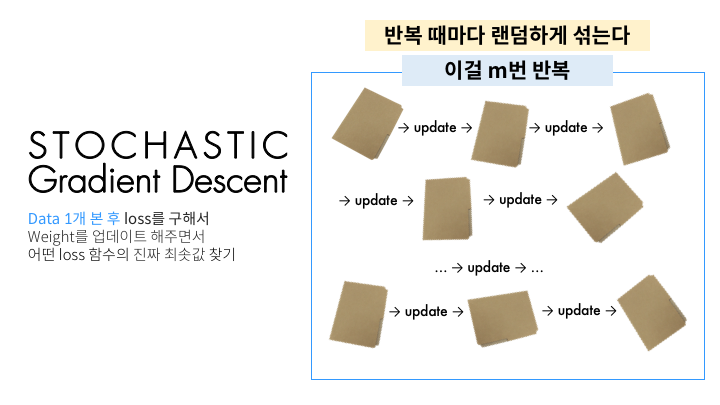 반복 때마다 랜덤하게 섞는다
이걸 m번 반복
STOCHASTIC
Gradient Descent
Data 1개 본 후 loss를 구해서
Weight를 업데이트 해주면서
어떤 loss 함수의 진짜 최솟값 찾기
→ update → → update →
→ update → → update →
... → update → ...
→ update → → update →